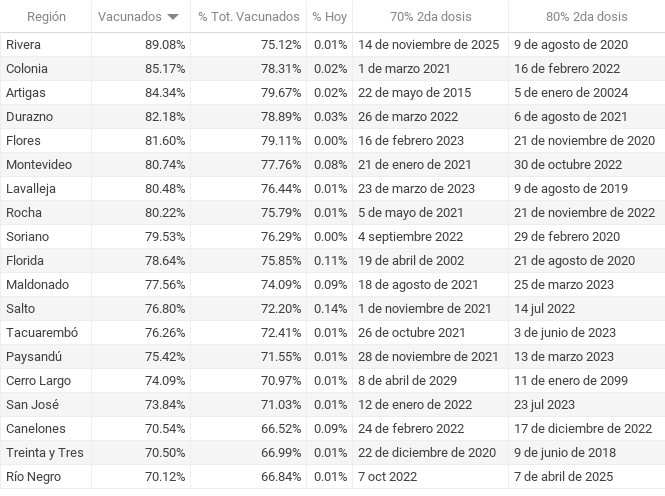 Región Vacunados % Tot. Vacunados % Hoy 70% 2da dosis 80% 2da dosis
Rivera 89.08% 75.12% 0.01% 14 de noviembre de 2025 9 de agosto de 2020
Colonia 85.17% 78.31% 0.02% 1 de marzo 2021 16 de febrero 2022
Artigas 84.34% 79.67% 0.02% 22 de mayo de 2015 5 de enero de 20024
Durazno 82.18% 78.89% 0.03% 26 de marzo 2022 6 de agosto de 2021
Flores 81.60% 79.11% 0.00% 16 de febrero 2023 21 de noviembre de 2020
Montevideo 80.74% 77.76% 0.08% 21 de enero de 2021 30 de octubre 2022
Lavalleja 80.48% 76.44% 0.01% 23 de marzo de 2023 9 de agosto de 2019
Rocha 80.22% 75.79% 0.01% 5 de mayo de 2021 21 de noviembre de 2022
Soriano 79.53% 76.29% 0.00% 4 septiembre 2022 29 de febrero 2020
Florida 78.64% 75.85% 0.11% 19 de abril de 2002 21 de agosto de 2020
Maldonado 77.56% 74.09% 0.09% 18 de agosto de 2021 25 de marzo 2023
Salto 76.80% 72.20% 0.14% 1 de noviembre de 2021 14 jul 2022
Tacuarembó 76.26% 72.41% 0.01% 26 de octubre 2021 3 de junio de 2023
Paysandú 75.42% 71.55% 0.01% 28 de noviembre de 2021 13 de marzo 2023
Cerro Largo 74.09% 70.97% 0.01% 8 de abril de 2029 11 de enero de 2099
San José 73.84% 71.03% 0.01% 12 de enero de 2022 23 jul 2023
Canelones 70.54% 66.52% 0.09% 24 de febrero 2022 17 de diciembre de 2022
Treinta y Tres 70.50% 66.99% 0.01% 22 de diciembre de 2020 9 de junio de 2018
Río Negro 70.12% 66.84% 0.01% 7 oct 2022 7 de abril de 2025